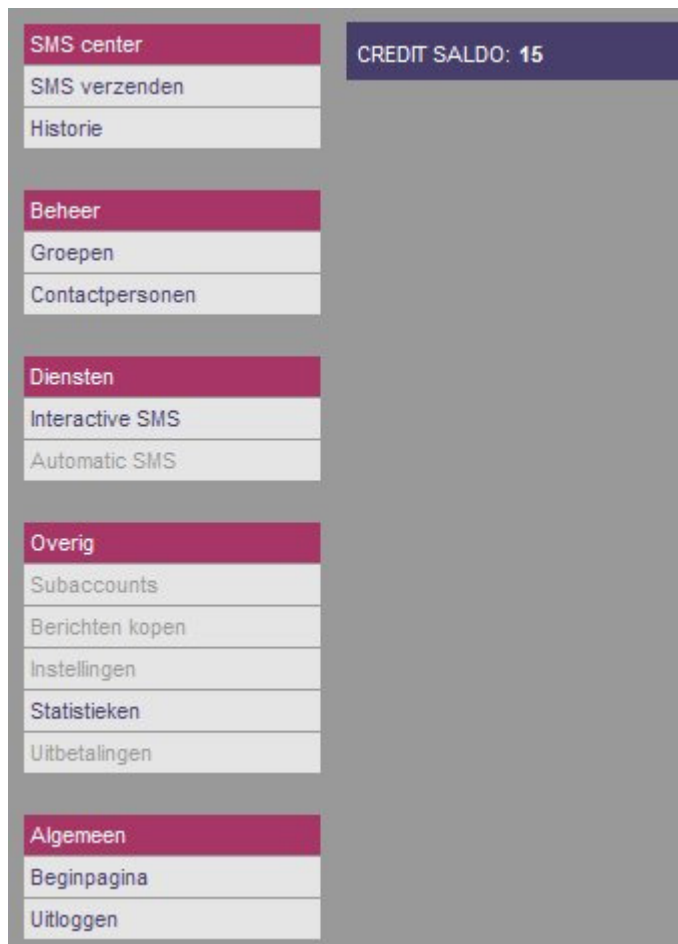 SMS center
SMS verzenden
Historie
Beheer
Groepen
Contactpersonen
Diensten
Interactive SMS
Automatic SMS
Overig
Subaccounts
Berichten kopen
Instellingen
Statistieken
Uitbetalingen
Algemeen
Beginpagina
Uitloggen
CREDIT SALDO: 15